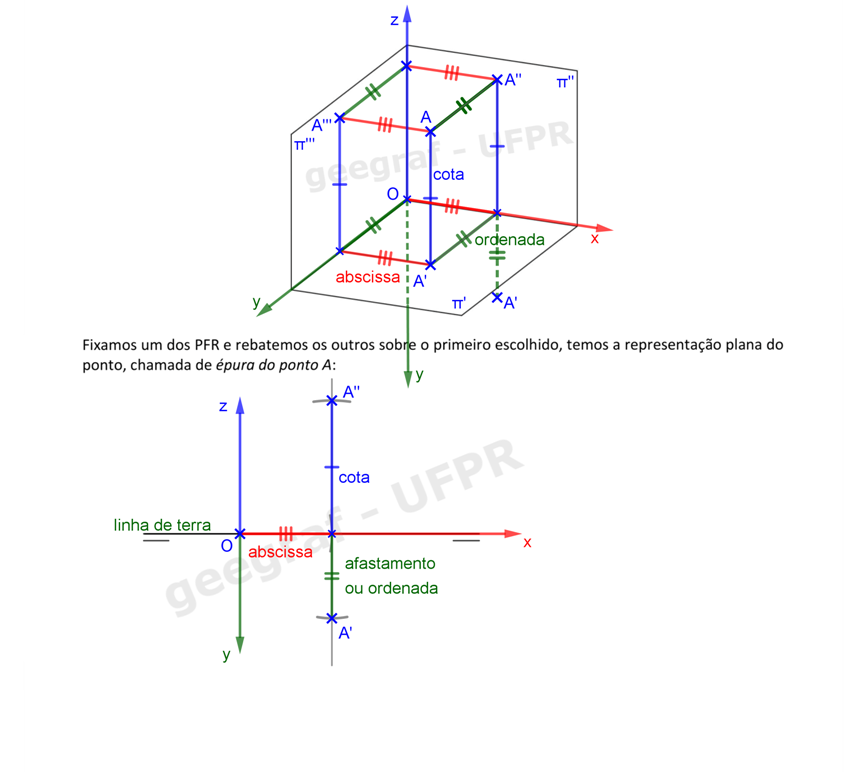 z
A''
π''
A
A'''
π'''
geegraf - UFPR
cota
O
ordenada
x
abscissa
A'
y
π'
A'
Fixamos um dos PFR e rebatemos os outros sobre o primeiro escolhido, temos a representação plana do
ponto, chamada de épura do ponto A:
y
A''
z
cota
geegraf - UFPR
linha de terra
O
abscissa
x
afastamento
ou ordenada
A'
y